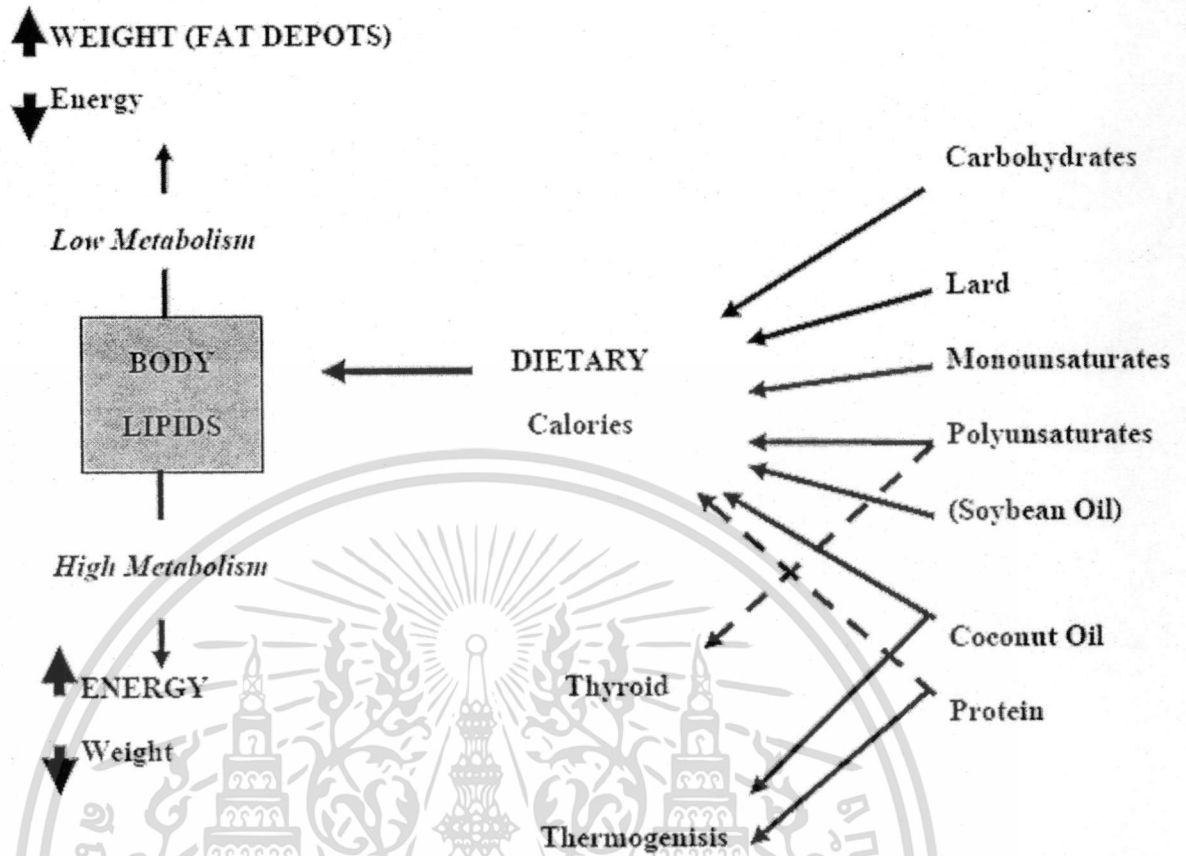 WEIGHT (FAT DEPOTS)
Energy
Low Metabolism
BODY
LIPIDS
High Metabolism
ENERGY
Weight
DIETARY
Calories
Thyroid
Thermogenisis
Carbohydrates
Lard
Monounsaturates
Polyunsaturates
(Soybean Oil)
Coconut Oil
Protein